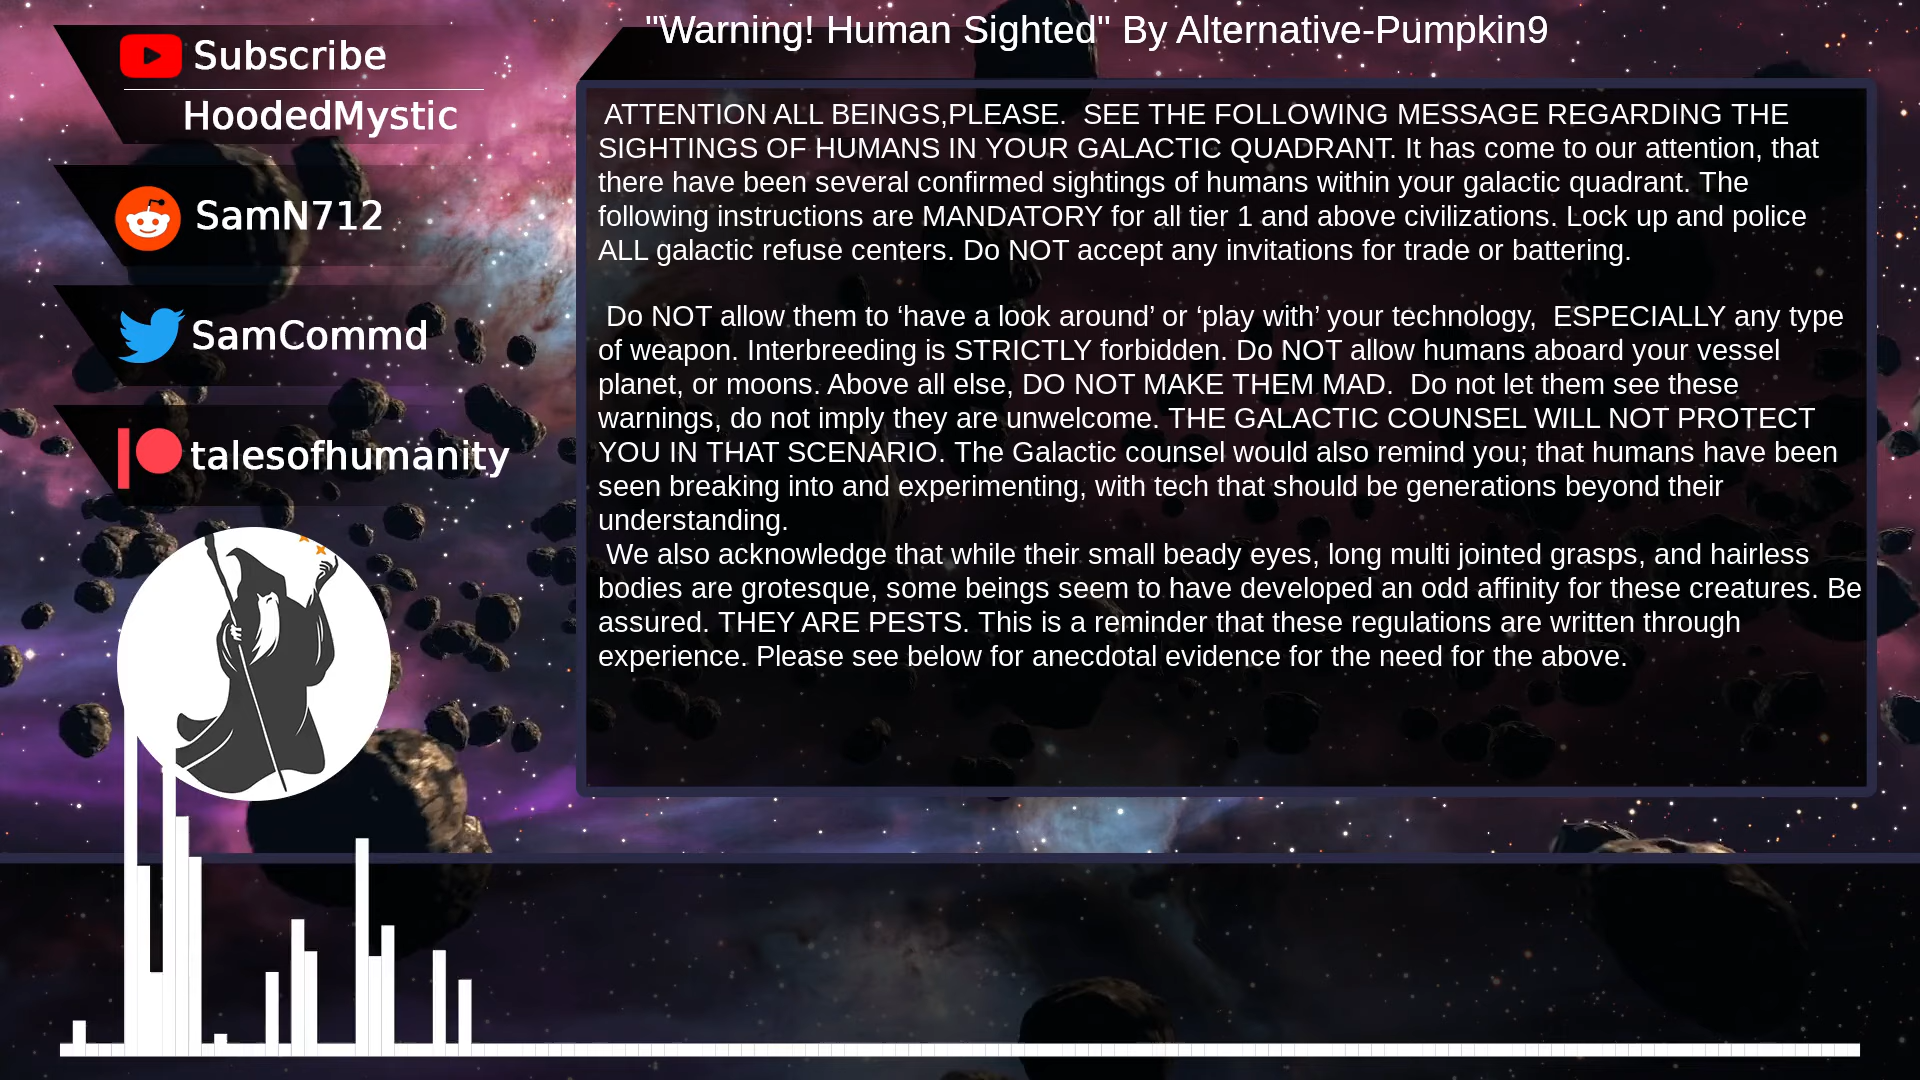 "Warning! Human Sighted" By Alternative-Pumpkin9
Subscribe
HoodedMystic
SamN712
SamCommd
talesofhumanity
ATTENTION ALL BEINGS,PLEASE.  SEE THE FOLLOWING MESSAGE REGARDING THE
SIGHTINGS OF HUMANS IN YOUR GALACTIC QUADRANT. It has come to our attention, that
there have been several confirmed sightings of humans within your galactic quadrant. The
following instructions are MANDATORY for all tier 1 and above civilizations. Lock up and police
ALL galactic refuse centers. Do NOT accept any invitations for trade or battering.
Do NOT allow them to ‘have a look around’ or ‘play with’ your technology,  ESPECIALLY any type
of weapon. Interbreeding is STRICTLY forbidden. Do NOT allow humans aboard your vessel
planet, or moons. Above all else, DO NOT MAKE THEM MAD.  Do not let them see these
warnings, do not imply they are unwelcome. THE GALACTIC COUNSEL WILL NOT PROTECT
YOU IN THAT SCENARIO. The Galactic counsel would also remind you; that humans have been
seen breaking into and experimenting, with tech that should be generations beyond their
understanding.
We also acknowledge that while their small beady eyes, long multi jointed grasps, and hairless
bodies are grotesque, some beings seem to have developed an odd affinity for these creatures. Be
assured. THEY ARE PESTS. This is a reminder that these regulations are written through
experience. Please see below for anecdotal evidence for the need for the above.